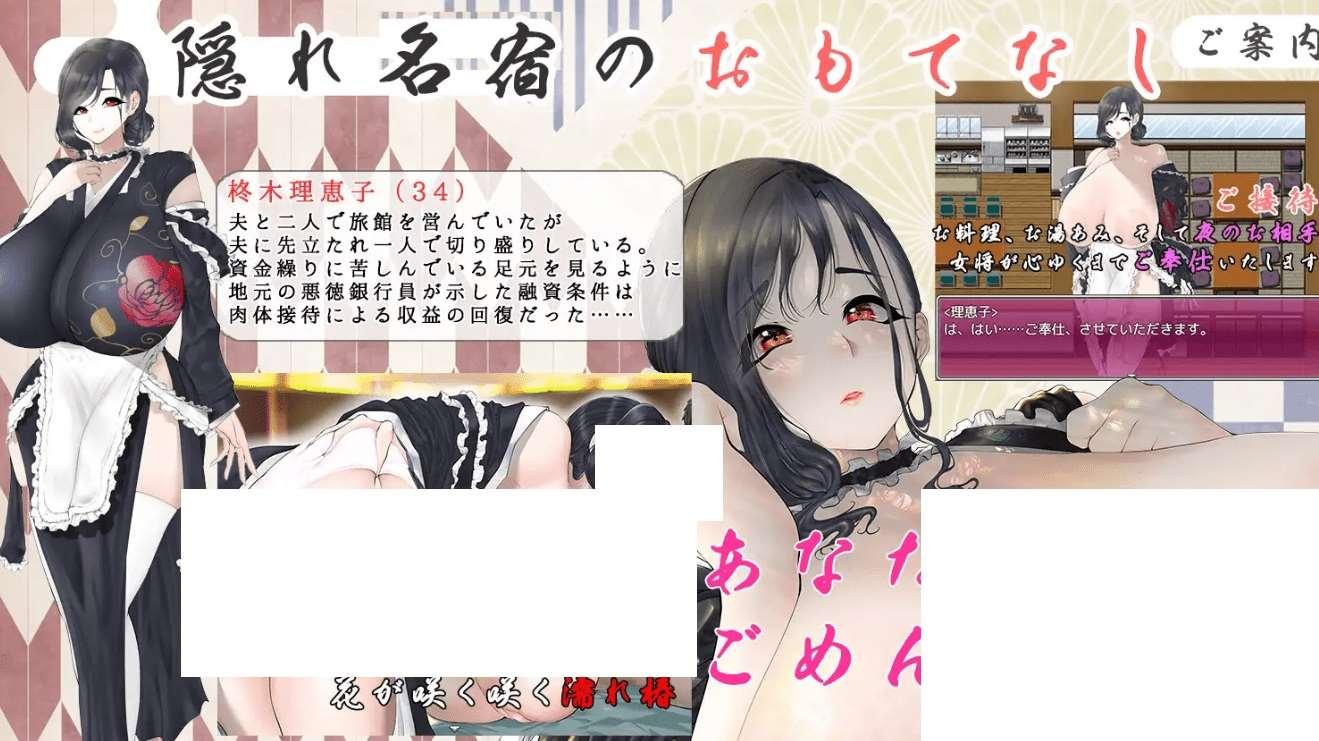 隠れ名宿のおもてなし
ご案内
柊木理恵子(34)
夫と二人で旅館を営んでいたが
夫に先立たれ一人で切り盛りしている。
資金繰りに苦しんでいる足元を見るように
地元の悪徳銀行員が示した融資条件は
肉体接待による収益の回復だった……
ご接待
お料理、お湯あみ、そして夜のお相手
女将が心ゆくまでご奉仕いたします
<理恵子>
は、はい……ご奉仕、させていただきます。
あなた
ごめん
花が咲く咲く濡れ椿